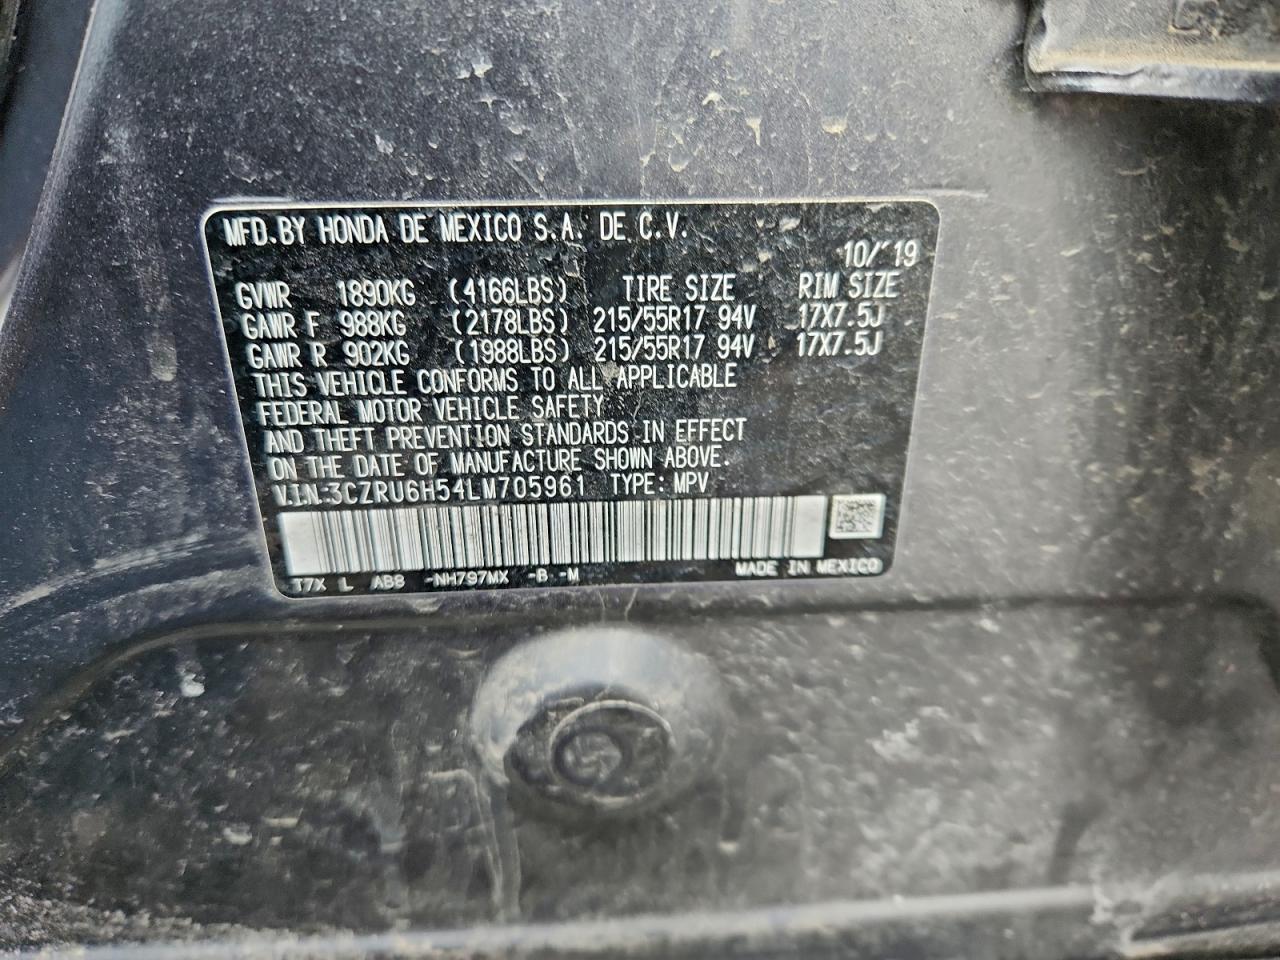 MFD.BY HONDA DE MEXICO S.A. DE C.V.
10/'19
GVWR 1890KG (4166LBS) TIRE SIZE RIM SIZE
GAWR F 988KG (2178LBS) 215/55R17 94V 17X7.5J
GAWR R 902KG (1988LBS) 215/55R17 94V 17X7.5J
THIS VEHICLE CONFORMS TO ALL APPLICABLE
FEDERAL MOTOR VEHICLE SAFETY
AND THEFT PREVENTION STANDARDS IN EFFECT
ON THE DATE OF MANUFACTURE SHOWN ABOVE.
V.I.N:3CZRU6H54LM705961 TYPE:MPV
T7X L AB8 -NH797MX -B -M MADE IN MEXICO